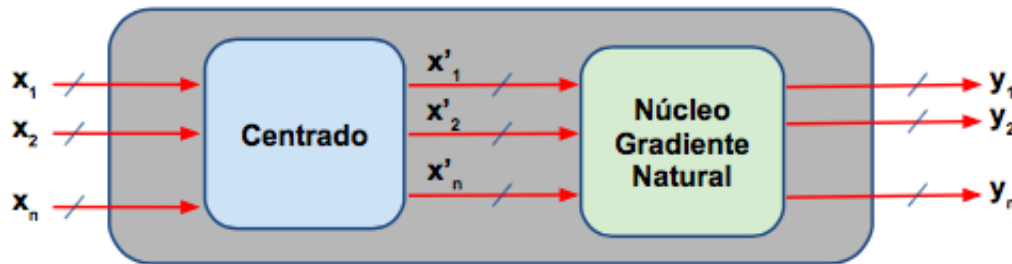 x₁ x'₁ y₁
x₂ x'₂ y₂
xₙ x'ₙ yₙ
Centrado
Núcleo
Gradiente
Natural